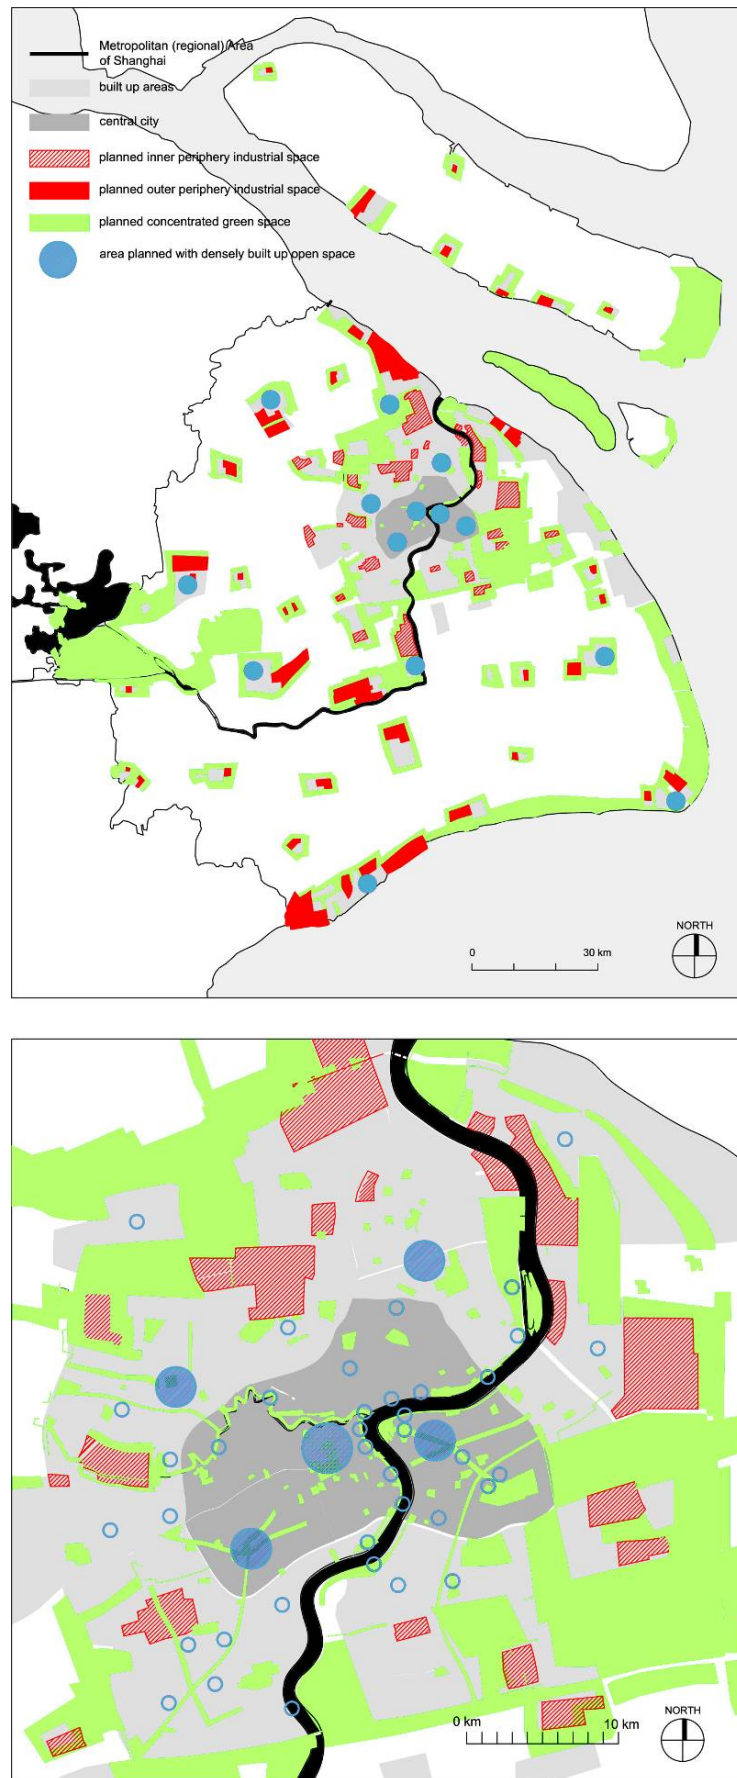 Metropolitan (regional) Area
of Shanghai
built up areas
central city
planned inner periphery industrial space
planned outer periphery industrial space
planned concentrated green space
area planned with densely built up open space
NORTH
0 30 km
NORTH
0 km 10 km